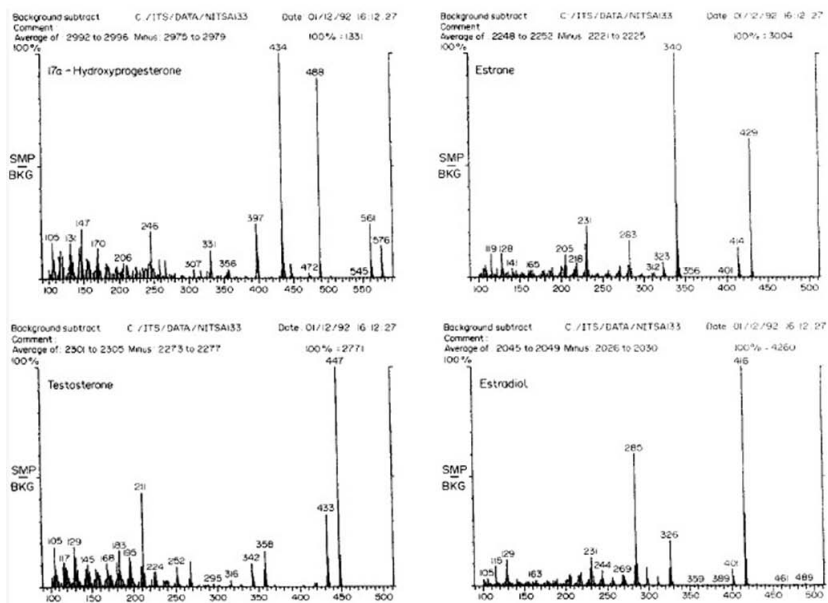 Background subtract C:/ITS/DATA/NITSA133 Date: 01/12/92 16:12:27
Comment
Average of 2992 to 2996 Minus: 2975 to 2979 100% = 1331
100%
17α-Hydroxyprogesterone
434
488
SMP
BKG
105
131
147
170
206
246
307
331
356
397
472
545
561
576
100 150 200 250 300 350 400 450 500 550
Background subtract C:/ITS/DATA/NITSA133 Date: 01/12/92 16:12:27
Comment
Average of 2248 to 2252 Minus: 2221 to 2225 100% = 3004
100%
Estrone
340
429
SMP
BKG
119
128
141
165
205
218
231
283
312
323
356
401
414
100 150 200 250 300 350 400 450 500
Background subtract C:/ITS/DATA/NITSA133 Date: 01/12/92 16:12:27
Comment:
Average of 2301 to 2305 Minus: 2273 to 2277 100% = 2771
100%
Testosterone
447
SMP
BKG
105
117
129
145
168
183
195
211
224
252
295
316
342
358
433
100 150 200 250 300 350 400 450 500
Background subtract C:/ITS/DATA/NITSA133 Date: 01/12/92 16:12:27
Comment:
Average of 2045 to 2049 Minus: 2026 to 2030 100% = 4260
100%
Estradiol
416
SMP
BKG
105
115
129
163
231
244
269
285
326
359
389
401
461
489
100 150 200 250 300 350 400 450 500